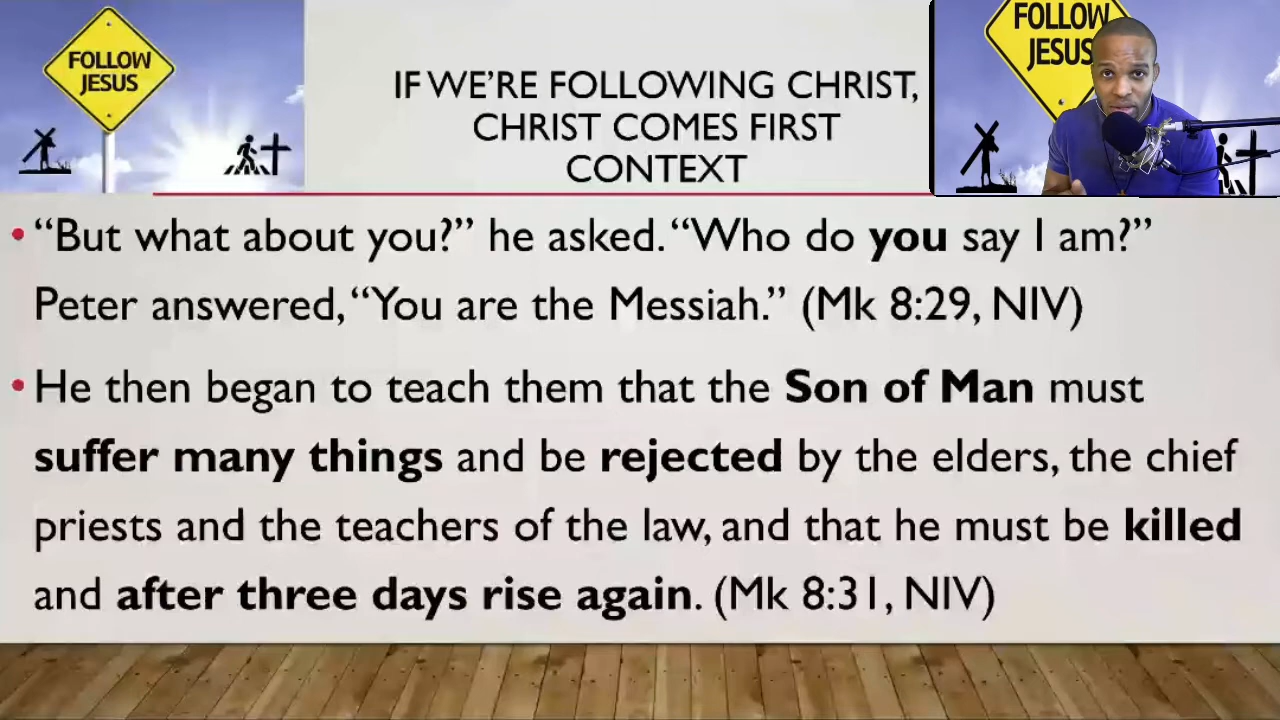 FOLLOW
JESUS
IF WE'RE FOLLOWING CHRIST,
CHRIST COMES FIRST
CONTEXT
FOLLOW
JESUS
• “But what about you?” he asked. “Who do you say I am?”
Peter answered, “You are the Messiah.” (Mk 8:29, NIV)
• He then began to teach them that the Son of Man must
suffer many things and be rejected by the elders, the chief
priests and the teachers of the law, and that he must be killed
and after three days rise again. (Mk 8:31, NIV)